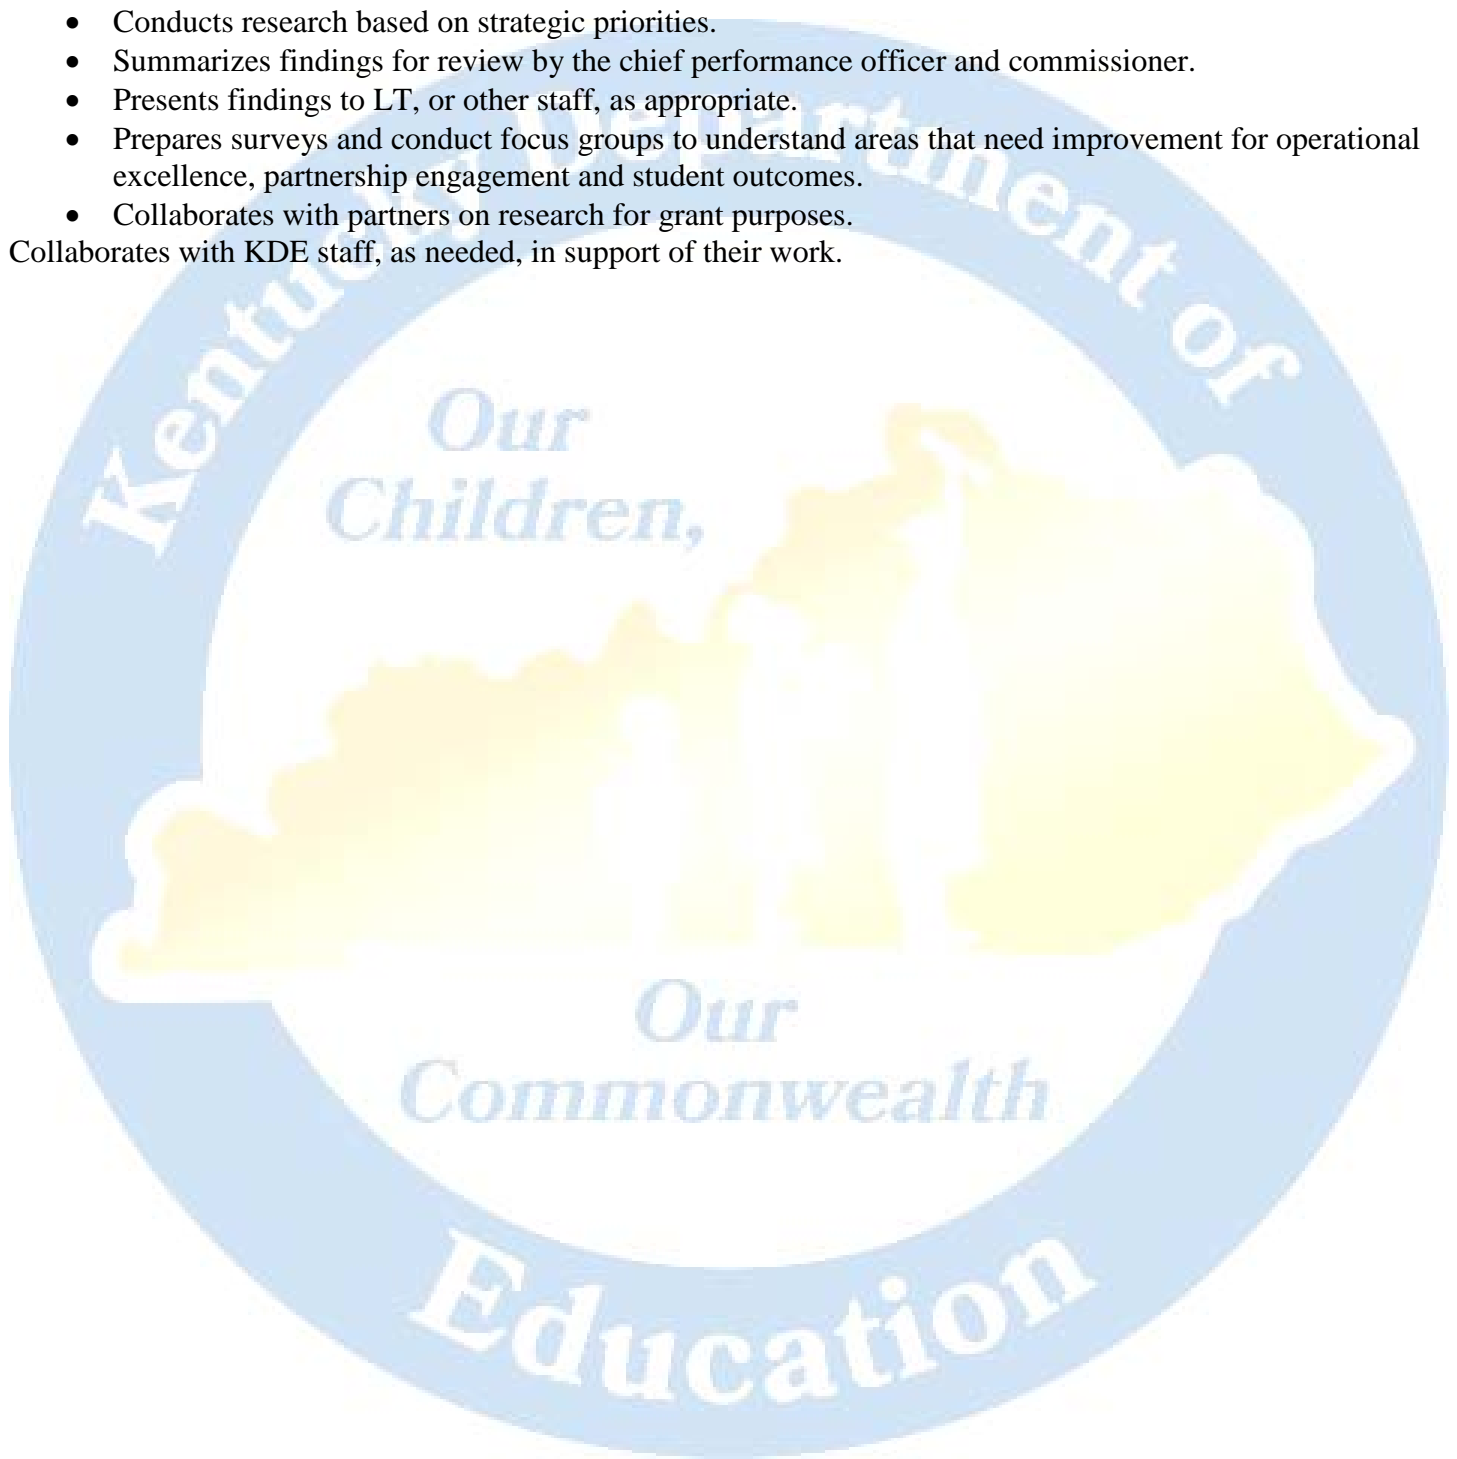 • Conducts research based on strategic priorities.
• Summarizes findings for review by the chief performance officer and commissioner.
• Presents findings to LT, or other staff, as appropriate.
• Prepares surveys and conduct focus groups to understand areas that need improvement for operational
excellence, partnership engagement and student outcomes.
• Collaborates with partners on research for grant purposes.
Collaborates with KDE staff, as needed, in support of their work.
Kentucky Department of
Our
Children,
Our
Commonwealth
Education